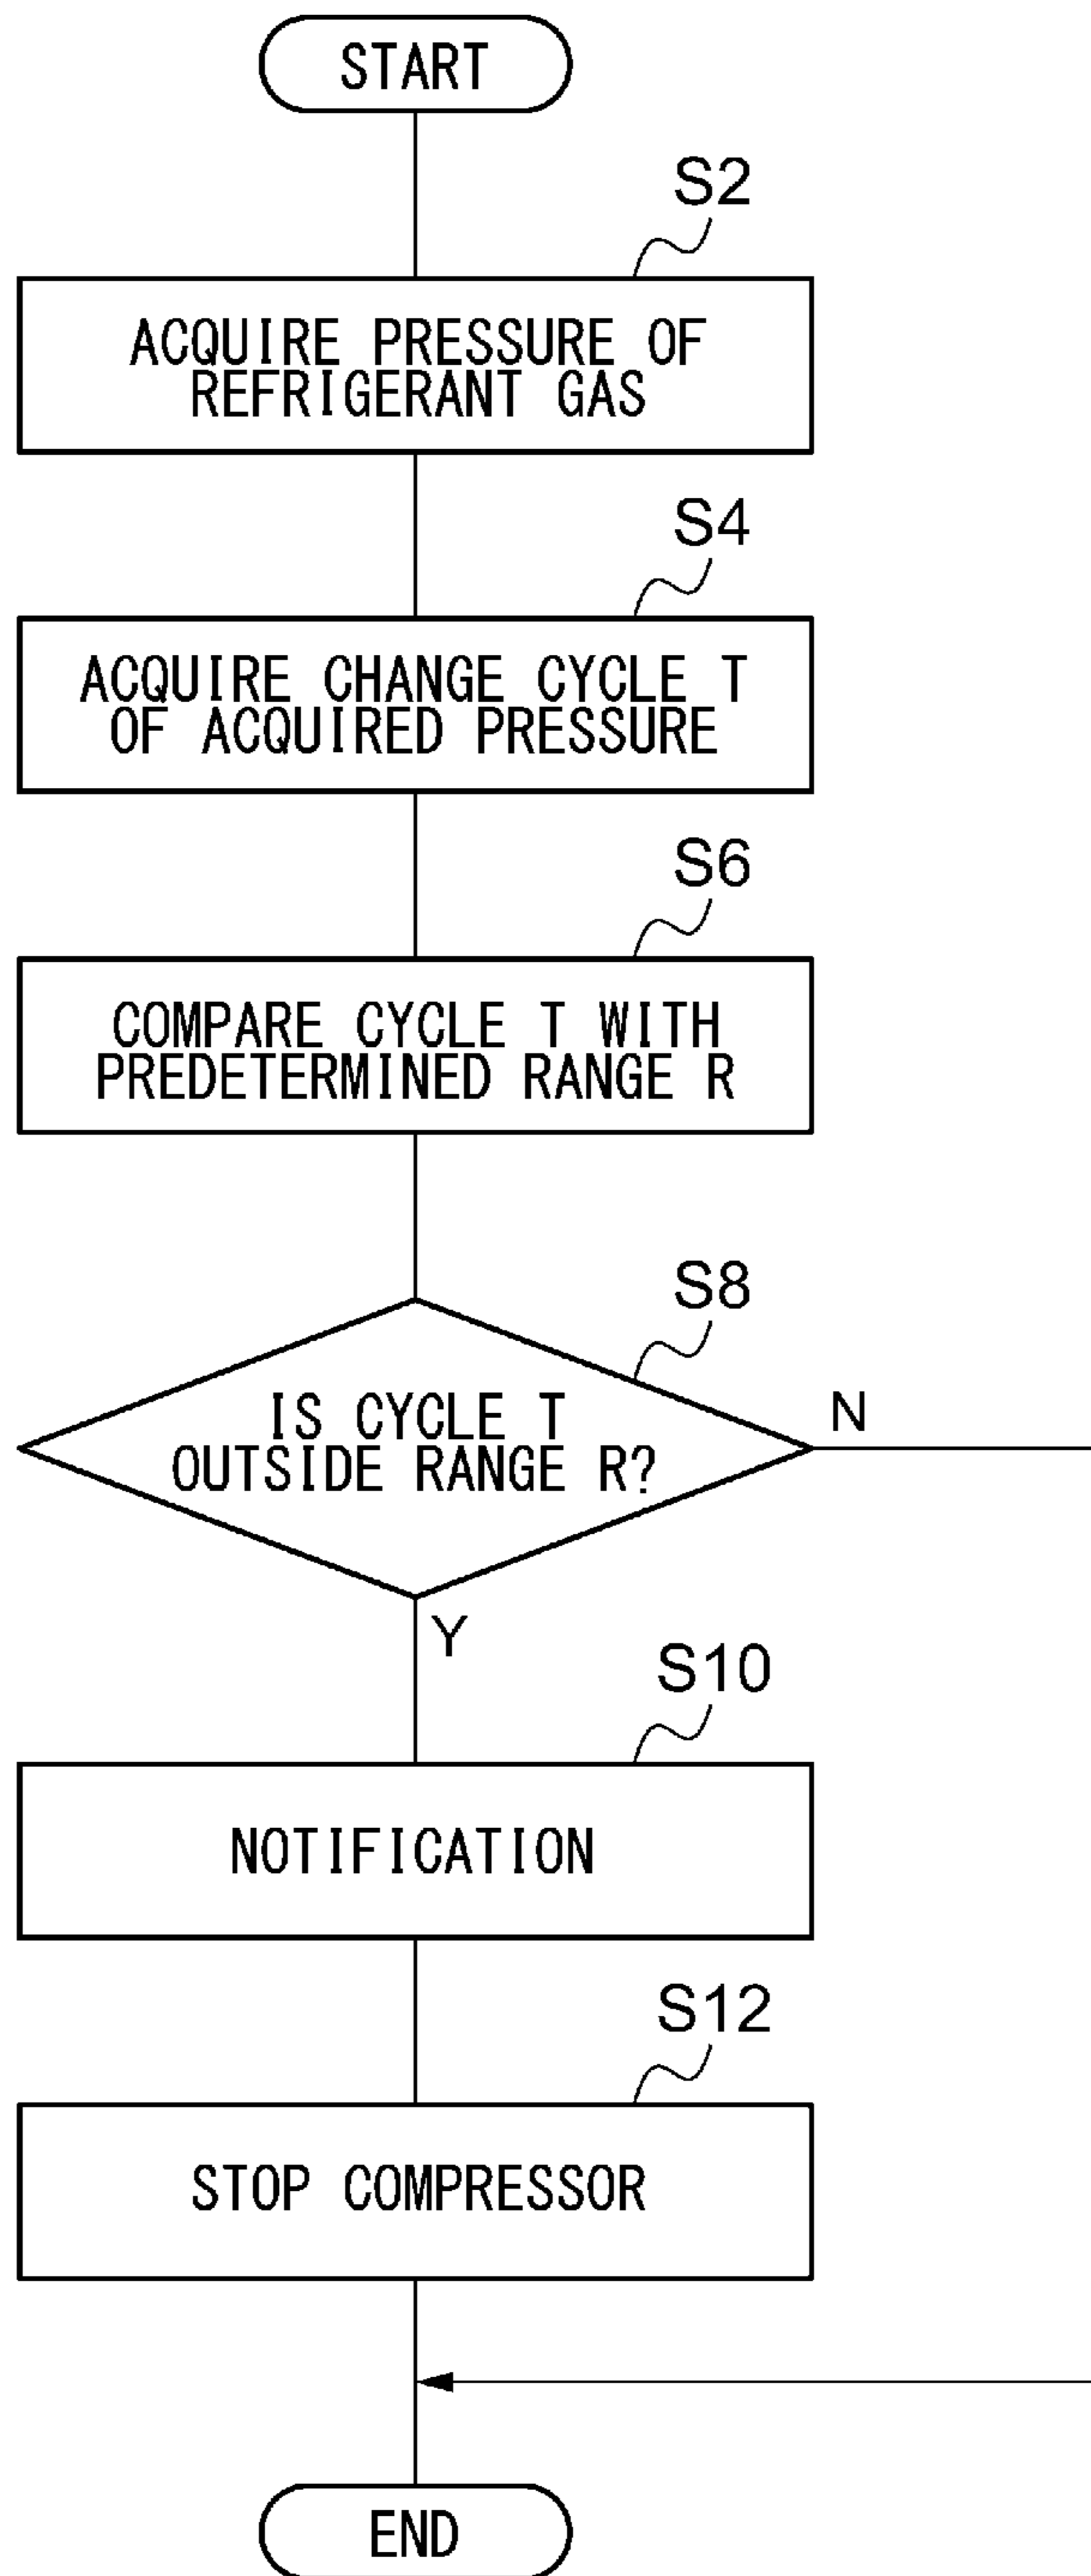 START
S2
ACQUIRE PRESSURE OF
REFRIGERANT GAS
S4
ACQUIRE CHANGE CYCLE T
OF ACQUIRED PRESSURE
S6
COMPARE CYCLE T WITH
PREDETERMINED RANGE R
S8
IS CYCLE T
OUTSIDE RANGE R?
N
Y
S10
NOTIFICATION
S12
STOP COMPRESSOR
END